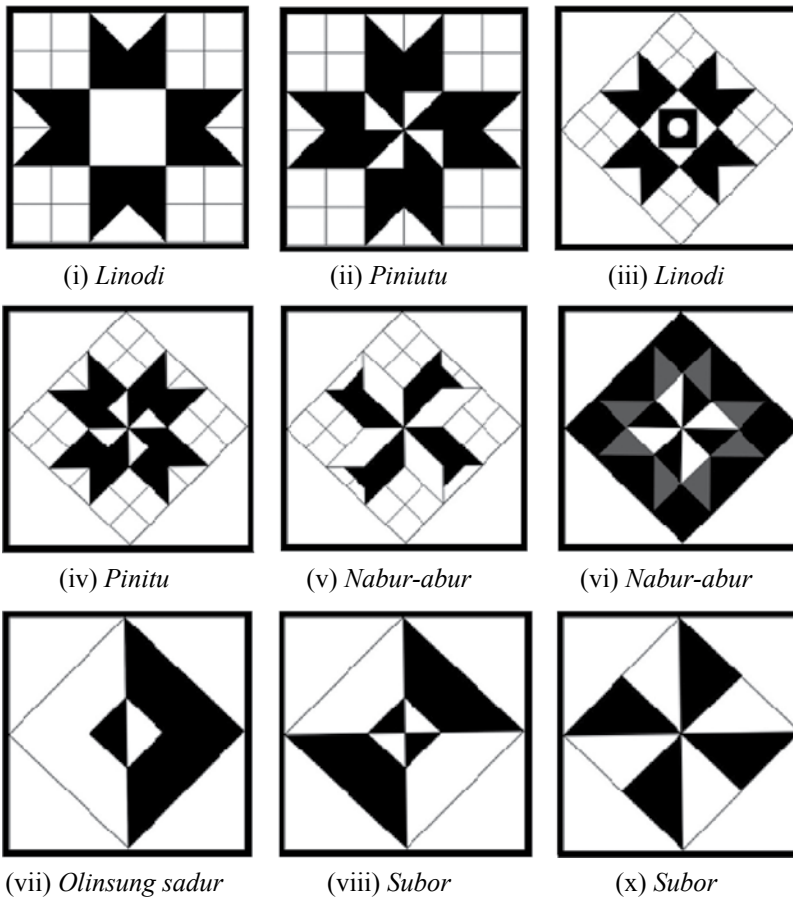 (i) Linodi (ii) Piniutu (iii) Linodi
(iv) Pinitu (v) Nabur-abur (vi) Nabur-abur
(vii) Olinsung sadur (viii) Subor (x) Subor